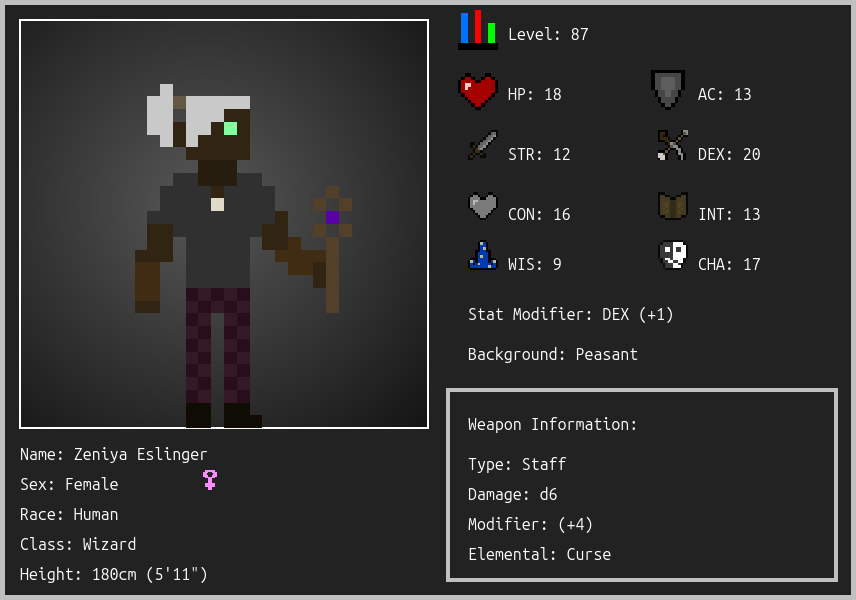 Level: 87
HP: 18
AC: 13
STR: 12
DEX: 20
CON: 16
INT: 13
WIS: 9
CHA: 17
Stat Modifier: DEX (+1)
Background: Peasant
Weapon Information:
Type: Staff
Damage: d6
Modifier: (+4)
Elemental: Curse
Name: Zeniya Eslinger
Sex: Female
Race: Human
Class: Wizard
Height: 180cm (5'11")